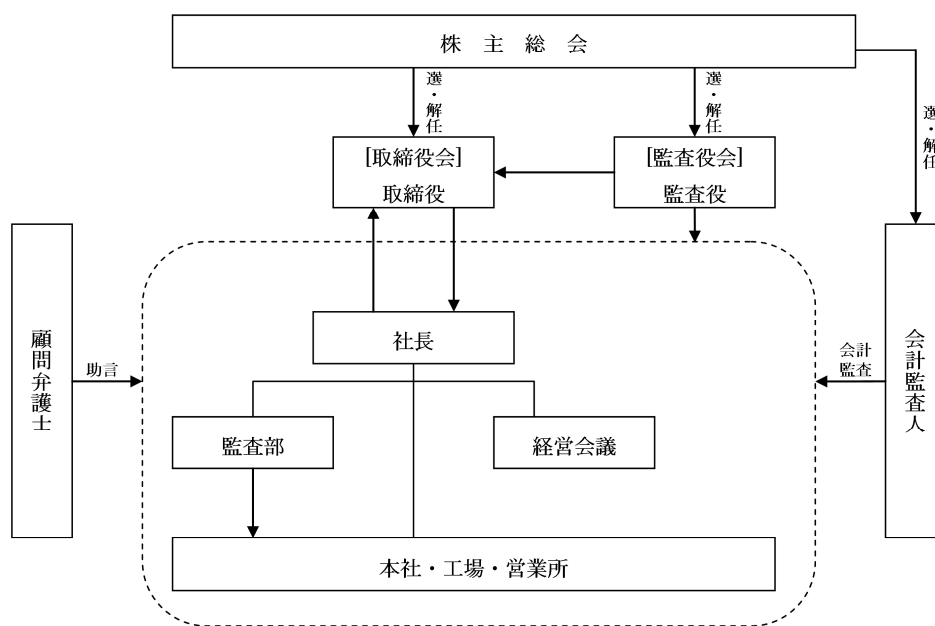 株 主 総 会
選・解任
選・解任
選・解任
[取締役会]
取締役
[監査役会]
監査役
顧問弁護士
助言
社長
会計
監査
会計監査人
監査部
経営会議
本社・工場・営業所